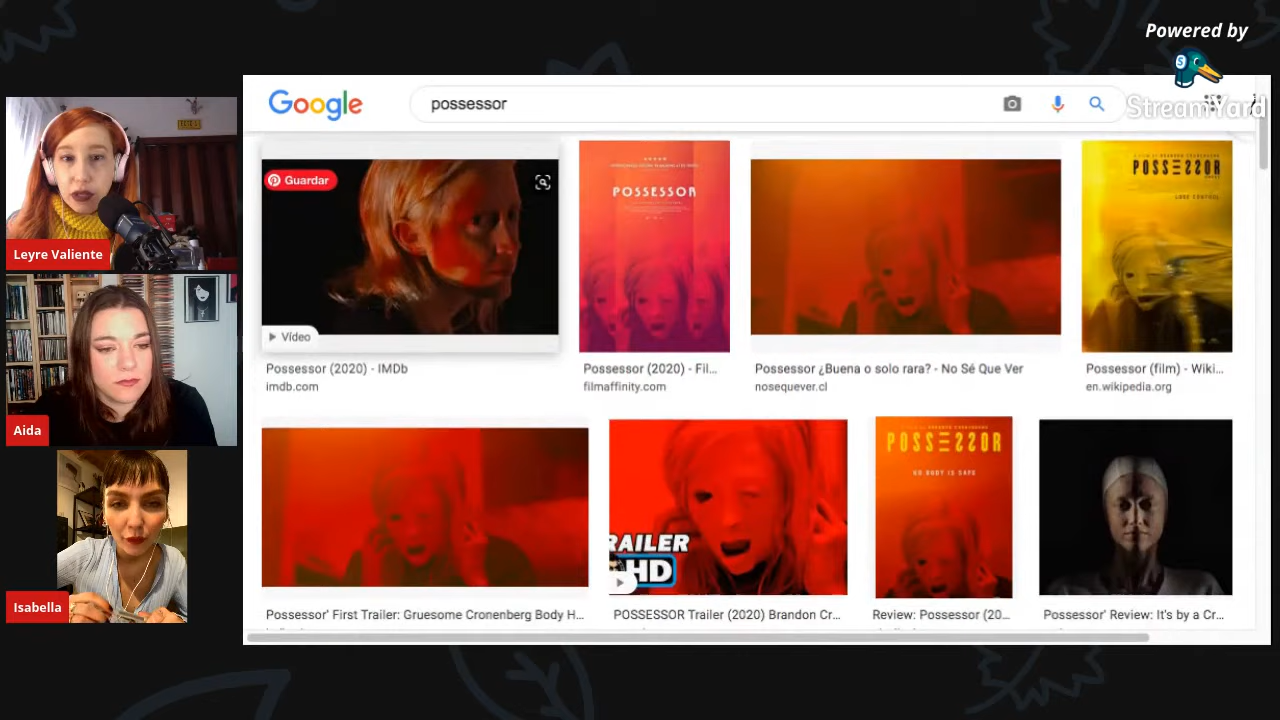 Powered by
StreamYard
Google
possessor
Guardar
Vídeo
POSSESSOR
POSSESSOR
LOSE CONTROL
Possessor (2020) - IMDb
imdb.com
Possessor (2020) - Fil...
filmaffinity.com
Possessor ¿Buena o solo rara? - No Sé Que Ver
nosequever.cl
Possessor (film) - Wiki...
en.wikipedia.org
RAILER
HD
POSSESSOR
NO BODY IS SAFE
Possessor' First Trailer: Gruesome Cronenberg Body H...
POSSESSOR Trailer (2020) Brandon Cr...
Review: Possessor (20...
Possessor' Review: It's by a Cr...
Leyre Valiente
Aida
Isabella